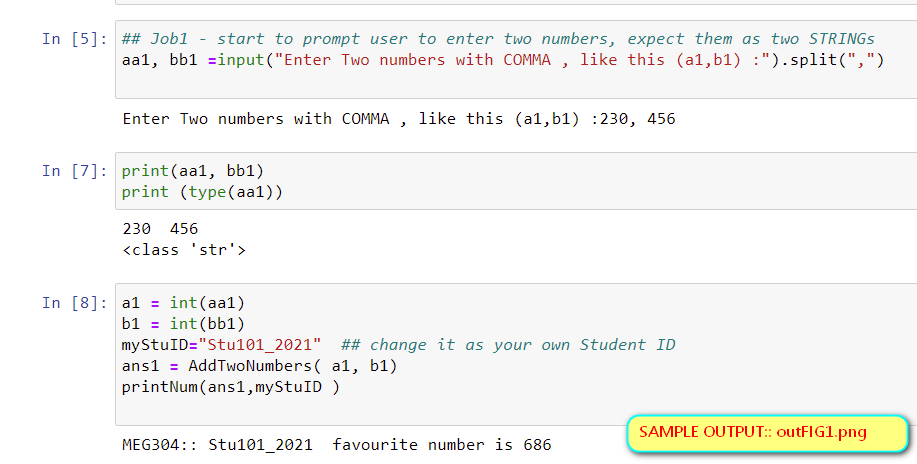 In [5]: ## Job1 - start to prompt user to enter two numbers, expect them as two STRINGs
aa1, bb1 =input("Enter Two numbers with COMMA , like this (a1,b1) :").split(",")
Enter Two numbers with COMMA , like this (a1,b1) :230, 456
In [7]: print(aa1, bb1)
print (type(aa1))
230  456
<class 'str'>
In [8]: a1 = int(aa1)
b1 = int(bb1)
myStuID="Stu101_2021"  ## change it as your own Student ID
ans1 = AddTwoNumbers( a1, b1)
printNum(ans1,myStuID )
MEG304:: Stu101_2021  favourite number is 686
SAMPLE OUTPUT:: outFIG1.png